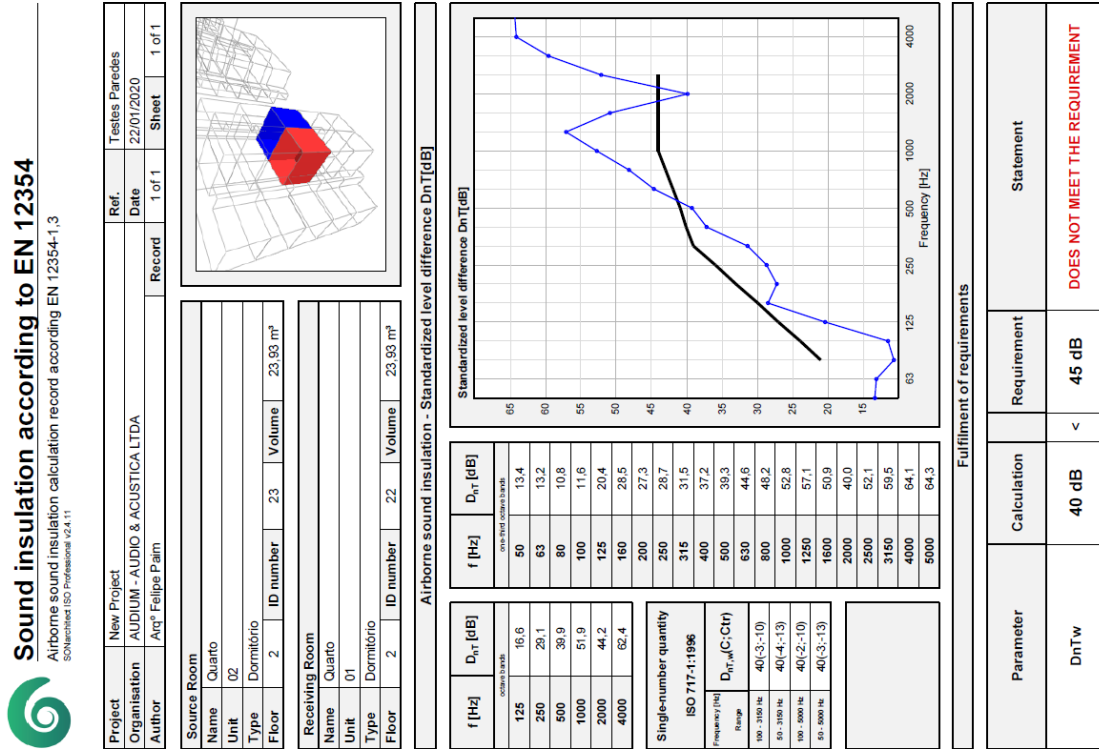 Sound insulation according to EN 12354
Airborne sound insulation calculation record according EN 12354-1,3
SONarchitect ISO Professional v2.4.11
Project New Project Ref. Testes Paredes
Organisation AUDIUM - AUDIO & ACUSTICA LTDA Date 22/01/2020
Author Arqº Felipe Paim Record 1 of 1 Sheet 1 of 1
Source Room
Name Quarto
Unit 02
Type Dormitório
Floor 2 ID number 23 Volume 23,93 m³
Receiving Room
Name Quarto
Unit 01
Type Dormitório
Floor 2 ID number 22 Volume 23,93 m³
Airborne sound insulation - Standardized level difference DnT[dB]
f [Hz] DnT [dB]
octave bands
125 16,6
250 29,1
500 39,9
1000 51,9
2000 44,2
4000 62,4
Single-number quantity
ISO 717-1:1996
Frequency [Hz] Range DnT,w(C;Ctr)
100 - 3150 Hz 40(-3;-10)
50 - 3150 Hz 40(-4;-13)
100 - 5000 Hz 40(-2;-10)
50 - 5000 Hz 40(-3;-13)
f [Hz] DnT [dB]
one-third octave bands
50 13,4
63 13,2
80 10,8
100 11,6
125 20,4
160 28,5
200 27,3
250 28,7
315 31,5
400 37,2
500 39,3
630 44,6
800 48,2
1000 52,8
1250 57,1
1600 50,9
2000 40,0
2500 52,1
3150 59,5
4000 64,1
5000 64,3
Standardized level difference DnT[dB]
65
60
55
50
45
40
35
30
25
20
15
63 125 250 500 1000 2000 4000
Frequency [Hz]
Fulfilment of requirements
Parameter Calculation Requirement Statement
DnTw 40 dB < 45 dB DOES NOT MEET THE REQUIREMENT